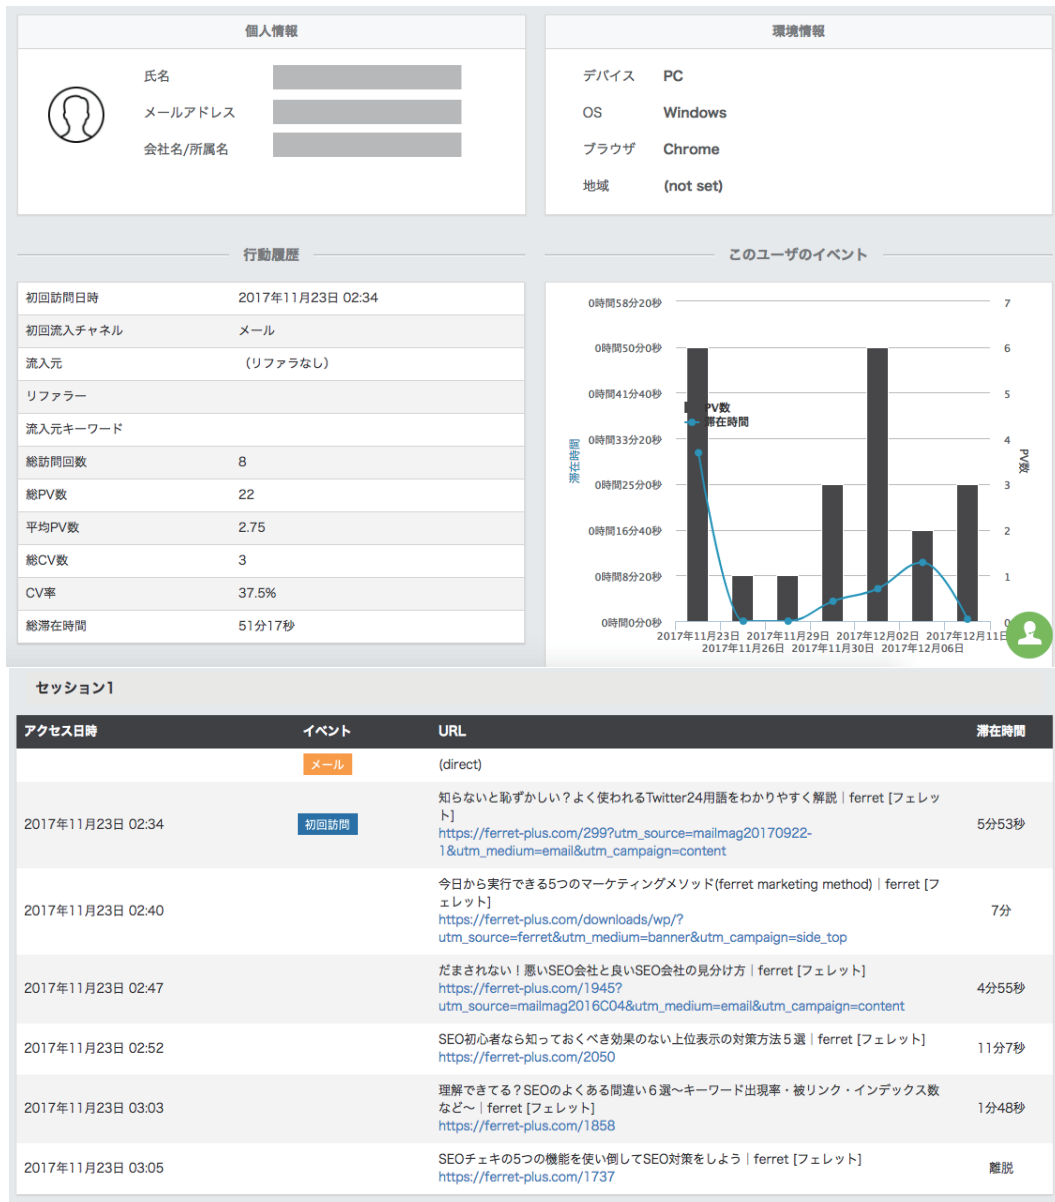 個人情報
氏名
メールアドレス
会社名/所属名
環境情報
デバイス PC
OS Windows
ブラウザ Chrome
地域 (not set)
行動履歴
初回訪問日時 2017年11月23日 02:34
初回流入チャネル メール
流入元 （リファラなし）
リファラー
流入元キーワード
総訪問回数 8
総PV数 22
平均PV数 2.75
総CV数 3
CV率 37.5%
総滞在時間 51分17秒
このユーザのイベント
0時間58分20秒 7
0時間50分0秒 6
0時間41分40秒 5
PV数
滞在時間
0時間33分20秒 4
滞在時間
PV数
0時間25分0秒 3
0時間16分40秒 2
0時間8分20秒 1
0時間0分0秒 0
2017年11月23日 2017年11月29日 2017年12月02日 2017年12月11日
2017年11月26日 2017年11月30日 2017年12月06日
セッション1
アクセス日時 イベント URL 滞在時間
メール (direct)
知らないと恥ずかしい？よく使われるTwitter24用語をわかりやすく解説｜ferret [フェレッ
ト]
2017年11月23日 02:34 初回訪問 https://ferret-plus.com/299?utm_source=mailmag20170922- 5分53秒
1&utm_medium=email&utm_campaign=content
今日から実行できる5つのマーケティングメソッド(ferret marketing method)｜ferret [フ
ェレット]
2017年11月23日 02:40 https://ferret-plus.com/downloads/wp/? 7分
utm_source=ferret&utm_medium=banner&utm_campaign=side_top
だまされない！悪いSEO会社と良いSEO会社の見分け方｜ferret [フェレット]
2017年11月23日 02:47 https://ferret-plus.com/1945? 4分55秒
utm_source=mailmag2016C04&utm_medium=email&utm_campaign=content
SEO初心者なら知っておくべき効果のない上位表示の対策方法５選｜ferret [フェレット]
2017年11月23日 02:52 https://ferret-plus.com/2050 11分7秒
理解できてる？SEOのよくある間違い６選〜キーワード出現率・被リンク・インデックス数
2017年11月23日 03:03 など〜｜ferret [フェレット] 1分48秒
https://ferret-plus.com/1858
SEOチェキの5つの機能を使い倒してSEO対策をしよう｜ferret [フェレット]
2017年11月23日 03:05 https://ferret-plus.com/1737 離脱